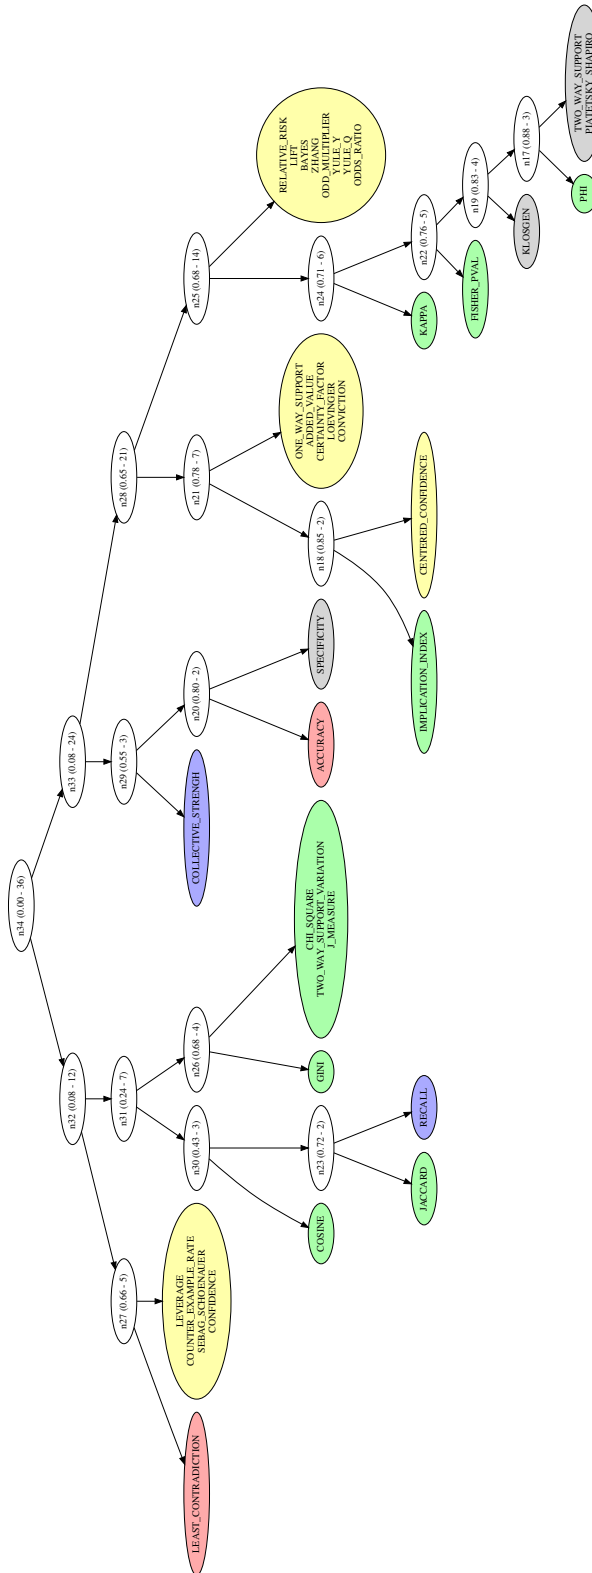 n34 (0.00 - 36)
n33 (0.08 - 24)
n32 (0.08 - 12)
n28 (0.65 - 21)
n29 (0.55 - 3)
n31 (0.24 - 7)
n27 (0.66 - 5)
n25 (0.68 - 14)
n21 (0.78 - 7)
n20 (0.80 - 2)
COLLECTIVE_STRENGH
n26 (0.68 - 4)
n30 (0.43 - 3)
LEVERAGE
COUNTER_EXAMPLE_RATE
SEBAG_SCHOENAUER
CONFIDENCE
LEAST_CONTRADICTION
RELATIVE_RISK
LIFT
BAYES
ZHANG
ODD_MULTIPLIER
YULE_Y
YULE_Q
ODDS_RATIO
n24 (0.71 - 6)
ONE_WAY_SUPPORT
ADDED_VALUE
CERTAINTY_FACTOR
LOEVINGER
CONVICTION
n18 (0.85 - 2)
SPECIFICITY
ACCURACY
CHI_SQUARE
TWO_WAY_SUPPORT_VARIATION
J_MEASURE
GINI
n23 (0.72 - 2)
COSINE
n22 (0.76 - 5)
KAPPA
CENTERED_CONFIDENCE
IMPLICATION_INDEX
RECALL
JACCARD
n19 (0.83 - 4)
FISHER_PVAL
n17 (0.88 - 3)
KLOSGEN
TWO_WAY_SUPPORT
PIATETSKY_SHAPIRO
PHI